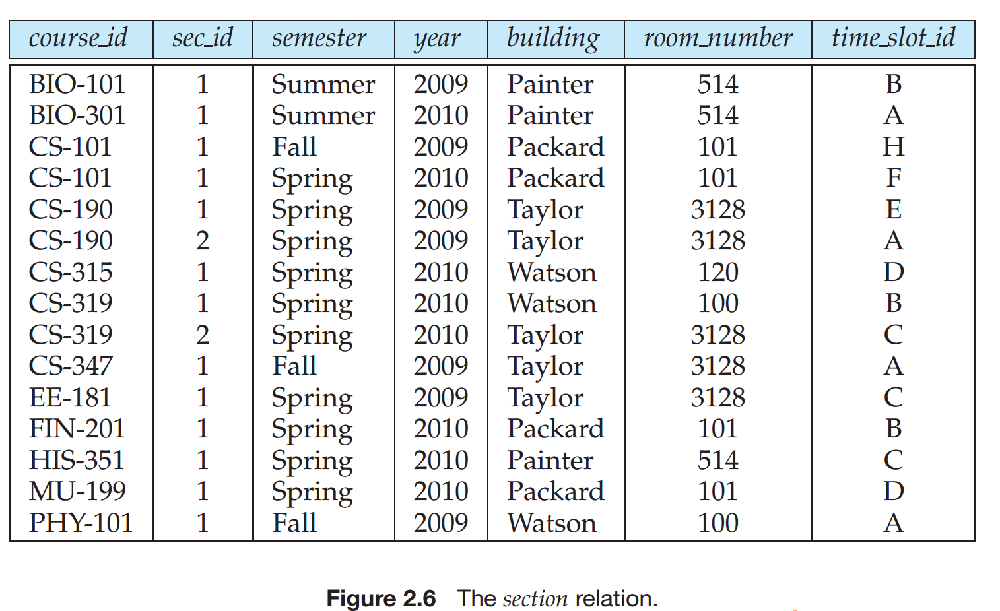 course_id sec_id semester year building room_number time_slot_id
BIO-101 1 Summer 2009 Painter 514 B
BIO-301 1 Summer 2010 Painter 514 A
CS-101 1 Fall 2009 Packard 101 H
CS-101 1 Spring 2010 Packard 101 F
CS-190 1 Spring 2009 Taylor 3128 E
CS-190 2 Spring 2009 Taylor 3128 A
CS-315 1 Spring 2010 Watson 120 D
CS-319 1 Spring 2010 Watson 100 B
CS-319 2 Spring 2010 Taylor 3128 C
CS-347 1 Fall 2009 Taylor 3128 A
EE-181 1 Spring 2009 Taylor 3128 C
FIN-201 1 Spring 2010 Packard 101 B
HIS-351 1 Spring 2010 Painter 514 C
MU-199 1 Spring 2010 Packard 101 D
PHY-101 1 Fall 2009 Watson 100 A
Figure 2.6 The section relation.